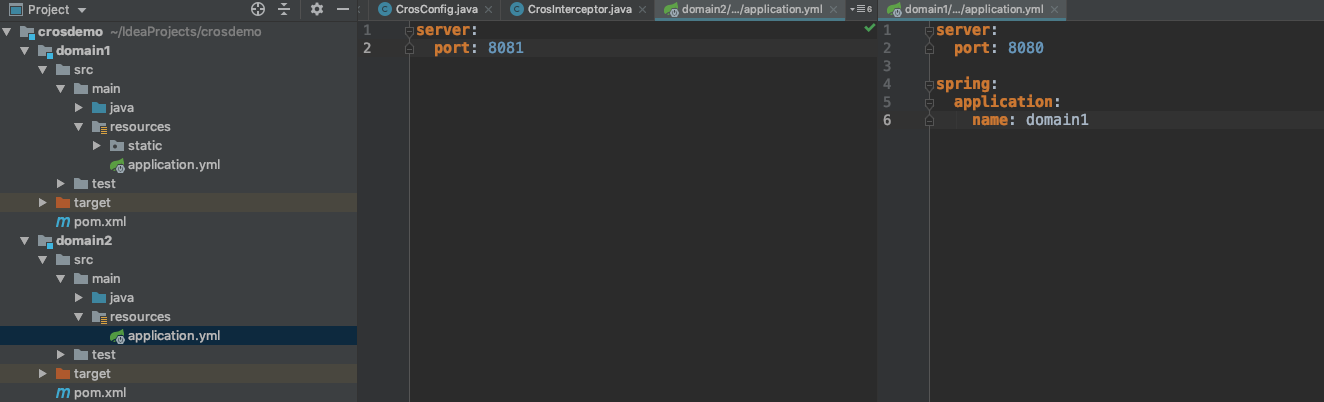 Project
crosdemo ~/IdeaProjects/crosdemo
domain1
src
main
java
resources
static
application.yml
test
target
pom.xml
domain2
src
main
java
resources
application.yml
test
target
pom.xml
CrosConfig.java
CrosInterceptor.java
domain2/.../application.yml
6
1 server:
2 port: 8081
domain1/.../application.yml
1 server:
2 port: 8080
3
4 spring:
5 application:
6 name: domain1